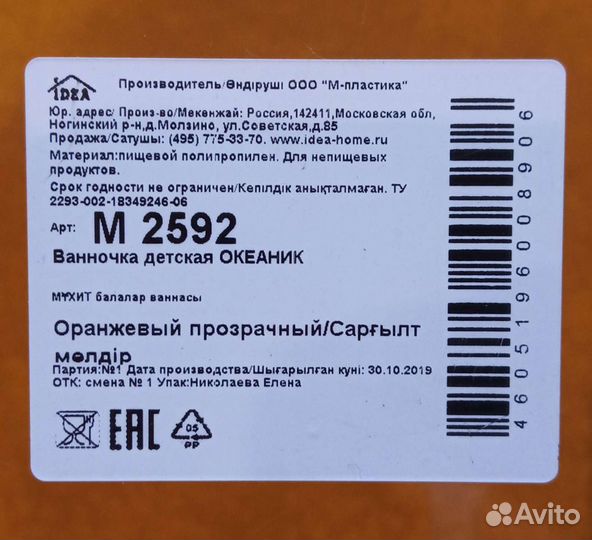 IDEA
Производитель/Өндіруші ООО "М-пластика"
Юр. адрес/ Произ-во/Мекенжай: Россия,142411,Московская обл,
Ногинский р-н,д.Молзино, ул.Советская,д.85
Продажа/Сатушы: (495) 775-33-70. www.idea-home.ru
Материал:пищевой полипропилен. Для непищевых
продуктов.
Срок годности не ограничен/Кепілдік анықталмаған. ТУ
2293-002-18349246-06
Арт: М 2592
Ванночка детская ОКЕАНИК
МҰХИТ балалар ваннасы
Оранжевый прозрачный/Сарғылт
мөлдір
Партия:№1 Дата производства/Шығарылған күні: 30.10.2019
ОТК: смена № 1 Упак:Николаева Елена
EAC
05
PP
4605196008906
Avito